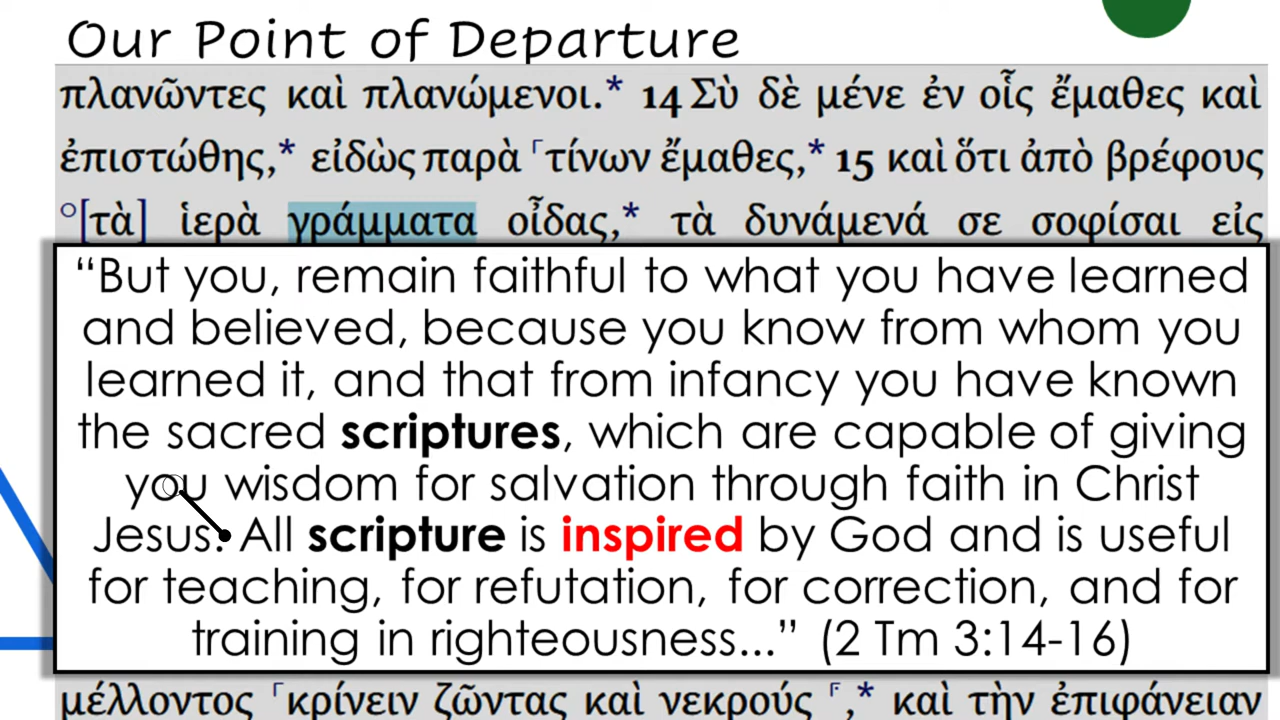 Our Point of Departure
πλανῶντες καὶ πλανώμενοι.* 14 Σὺ δὲ μένε ἐν οἷς ἔμαθες καὶ
ἐπιστώθης,* εἰδὼς παρὰ ⸀τίνων ἔμαθες,* 15 καὶ ὅτι ἀπὸ βρέφους
°[τὰ] ἱερὰ γράμματα οἶδας,* τὰ δυνάμενά σε σοφίσαι εἰς
“But you, remain faithful to what you have learned
and believed, because you know from whom you
learned it, and that from infancy you have known
the sacred scriptures, which are capable of giving
you wisdom for salvation through faith in Christ
Jesus. All scripture is inspired by God and is useful
for teaching, for refutation, for correction, and for
training in righteousness...” (2 Tm 3:14-16)
μέλλοντος ⸀κρίνειν ζῶντας καὶ νεκρούς ⸁,* καὶ τὴν ἐπιφάνειαν